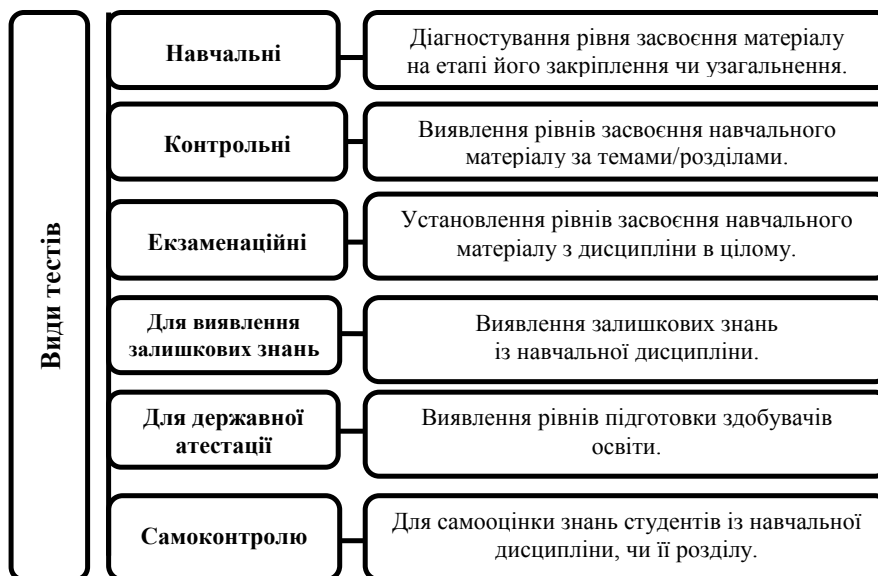 Види тестів
Навчальні
Діагностування рівня засвоєння матеріалу
на етапі його закріплення чи узагальнення.
Контрольні
Виявлення рівнів засвоєння навчального
матеріалу за темами/розділами.
Екзаменаційні
Установлення рівнів засвоєння навчального
матеріалу з дисципліни в цілому.
Для виявлення
залишкових знань
Виявлення залишкових знань
із навчальної дисципліни.
Для державної
атестації
Виявлення рівнів підготовки здобувачів
освіти.
Самоконтролю
Для самооцінки знань студентів із навчальної
дисципліни, чи її розділу.